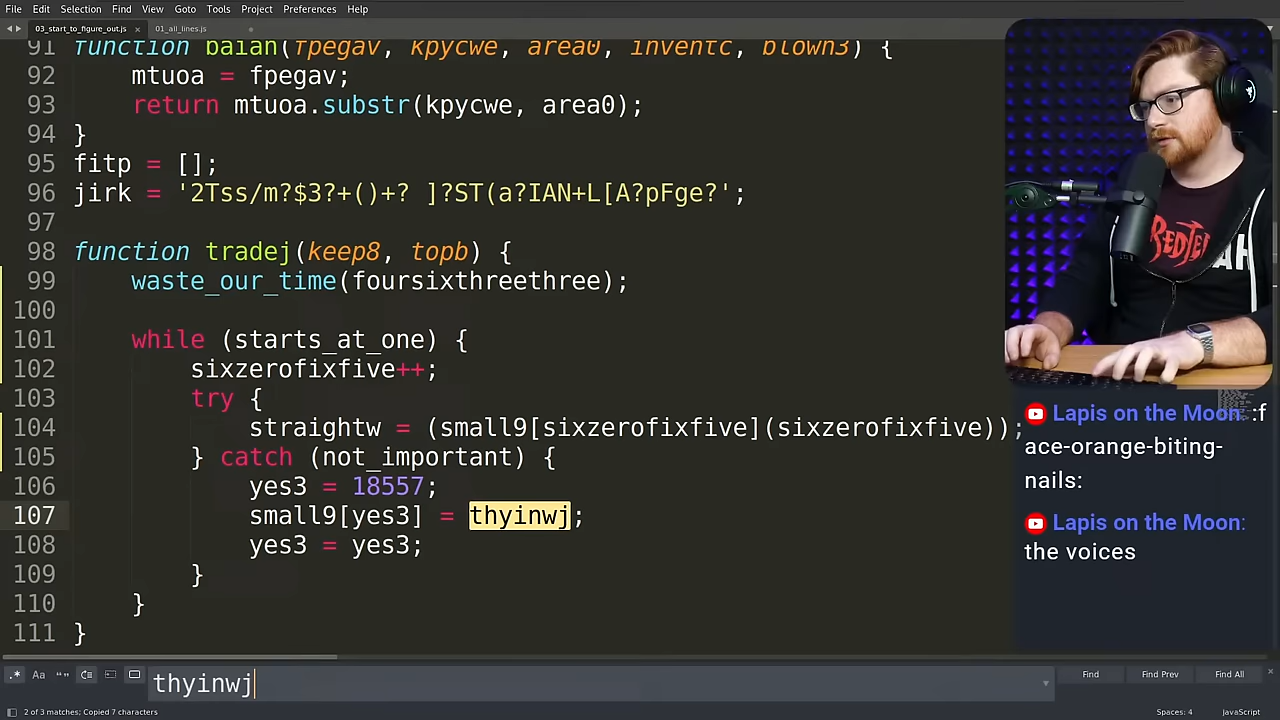 File Edit Selection Find View Goto Tools Project Preferences Help
03_start_to_figure_out.js × 01_all_lines.js
91 function baian(fpegav, kpycwe, area0, inventc, blown3) {
92 mtuoa = fpegav;
93 return mtuoa.substr(kpycwe, area0);
94 }
95 fitp = [];
96 jirk = '2Tss/m?$3?+()+? ]?ST(a?IAN+L[A?pFge?';
97
98 function tradej(keep8, topb) {
99 waste_our_time(foursixthreethree);
100
101 while (starts_at_one) {
102 sixzerofixfive++;
103 try {
104 straightw = (small9[sixzerofixfive](sixzerofixfive));
105 } catch (not_important) {
106 yes3 = 18557;
107 small9[yes3] = thyinwj;
108 yes3 = yes3;
109 }
110 }
111 }
REDTE
AH
Lapis on the Moon: :f
ace-orange-biting-
nails:
Lapis on the Moon:
the voices
.* Aa “”
thyinwj
Find Find Prev Find All
2 of 3 matches; Copied 7 characters
Spaces: 4 JavaScript